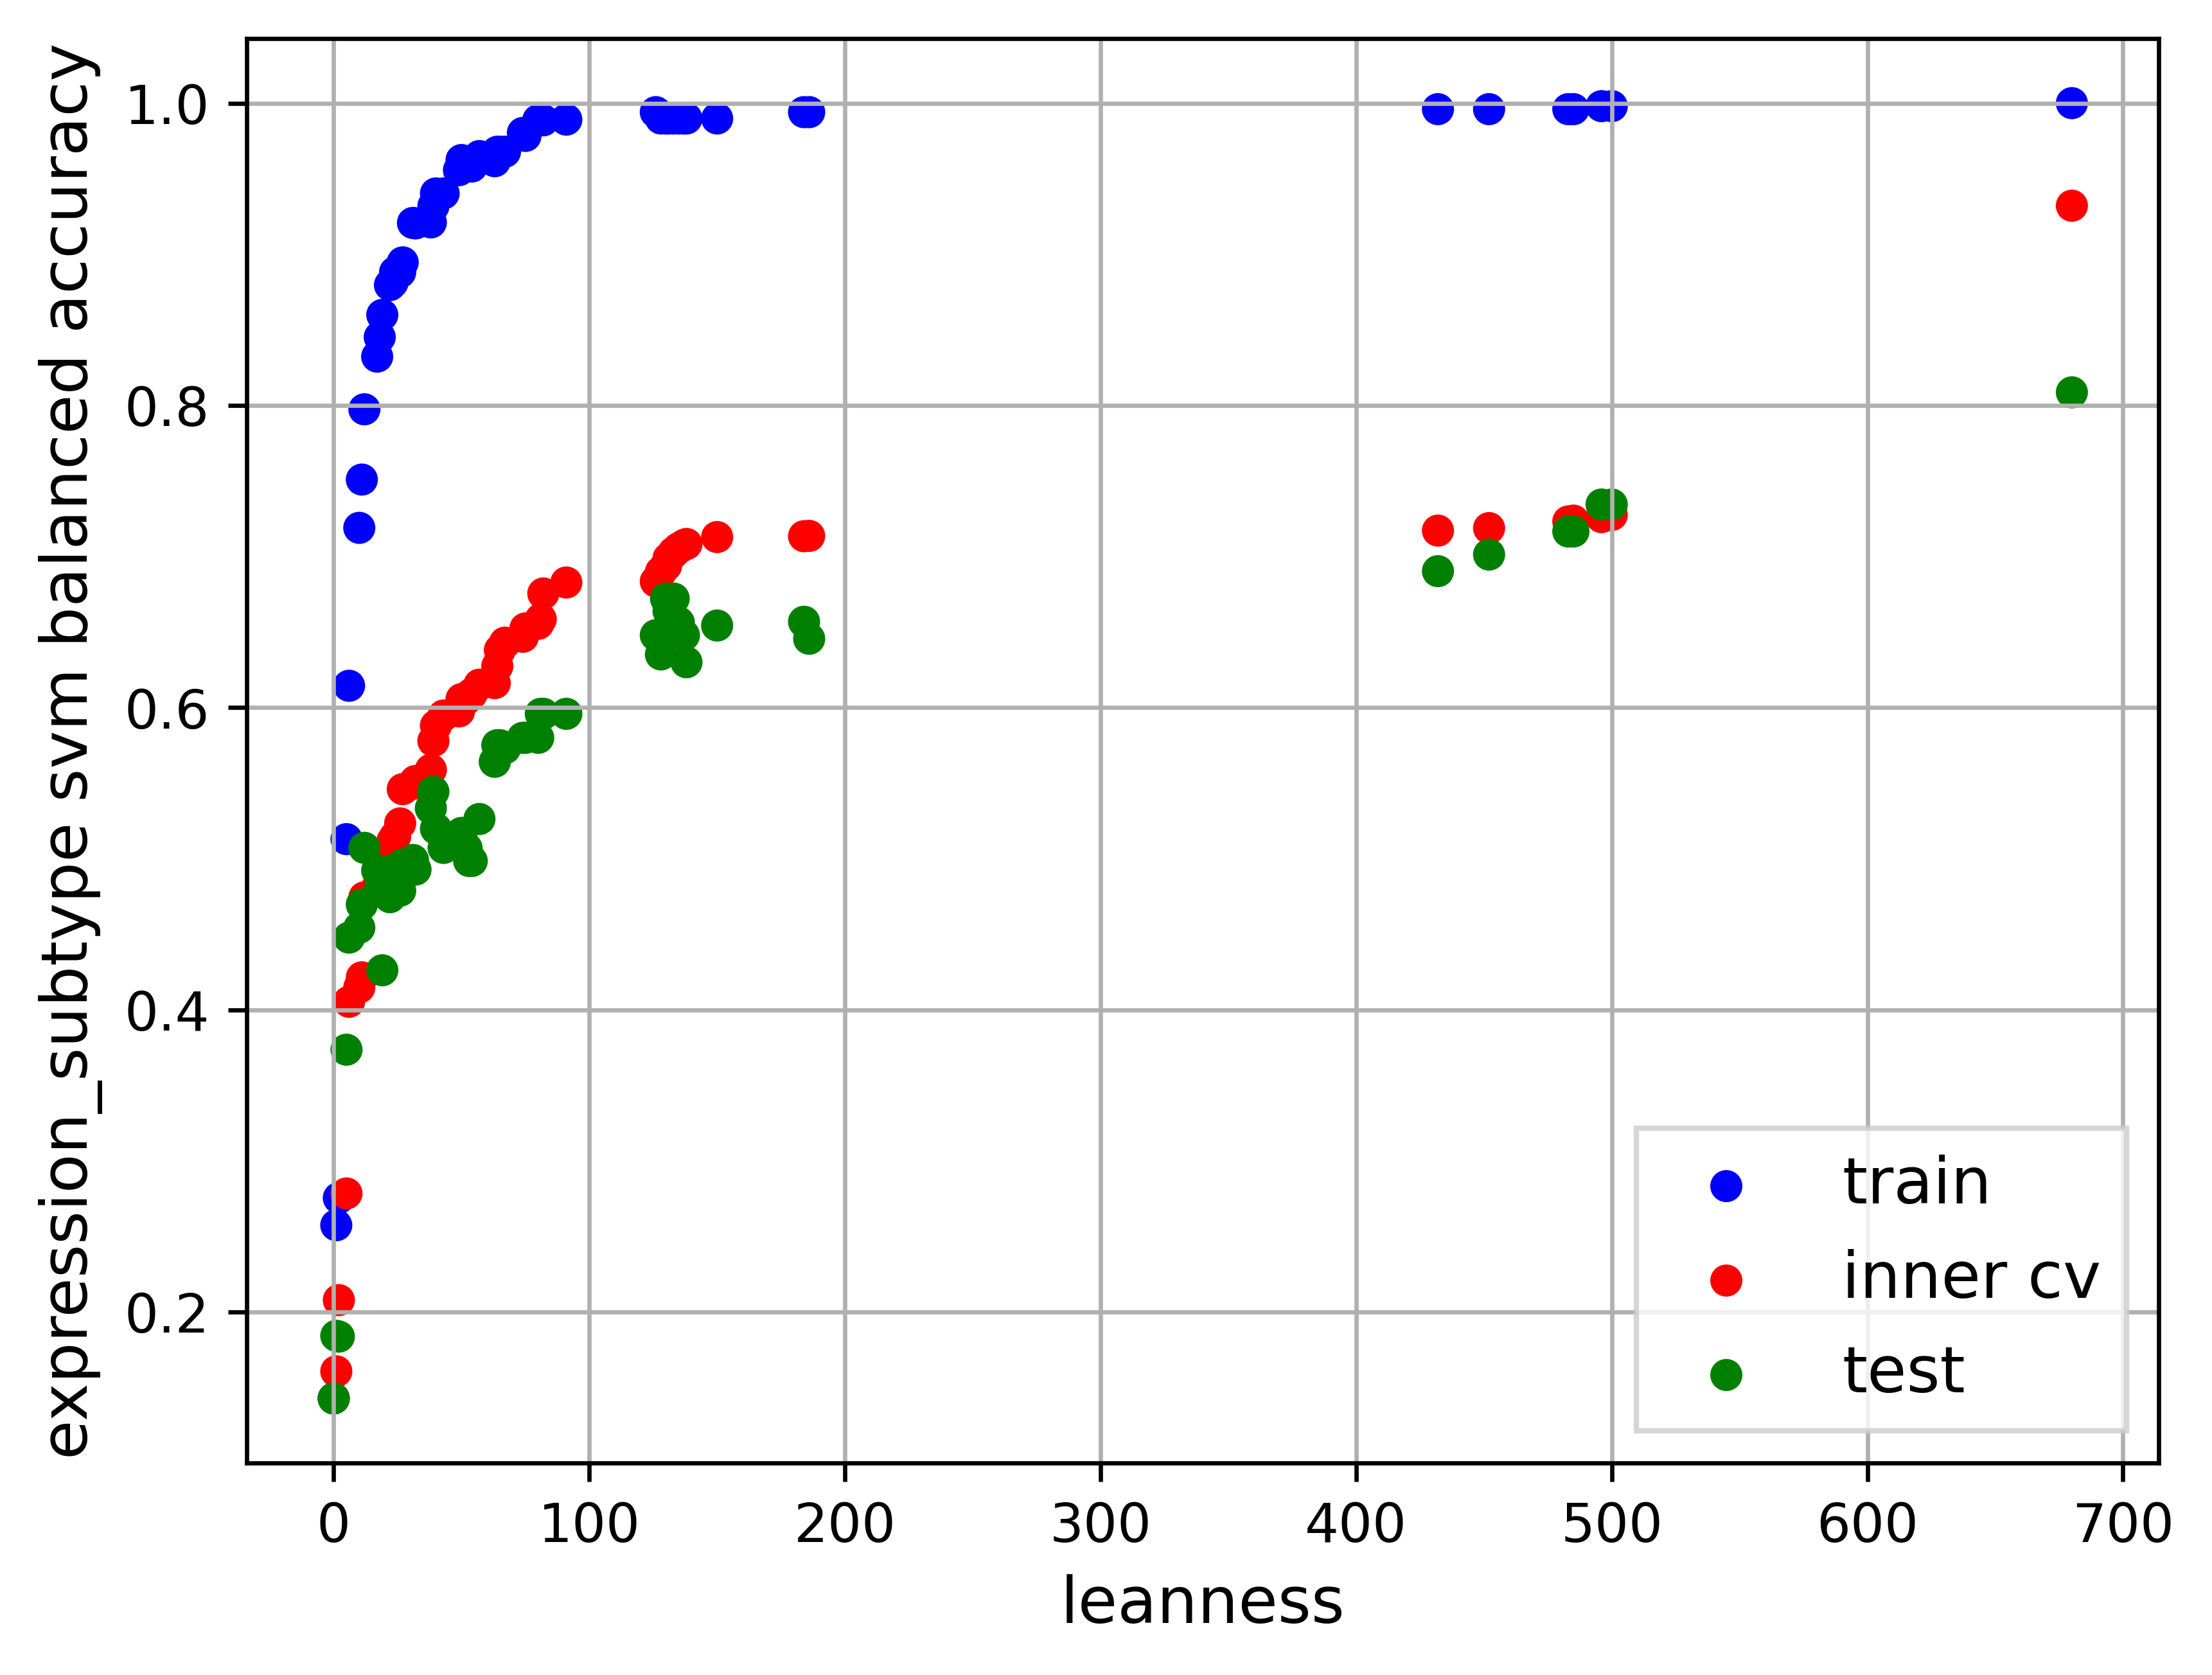 expression_subtype svm balanced accuracy
1.0
0.8
0.6
0.4
0.2
train
inner cv
test
0 100 200 300 400 500 600 700
leanness